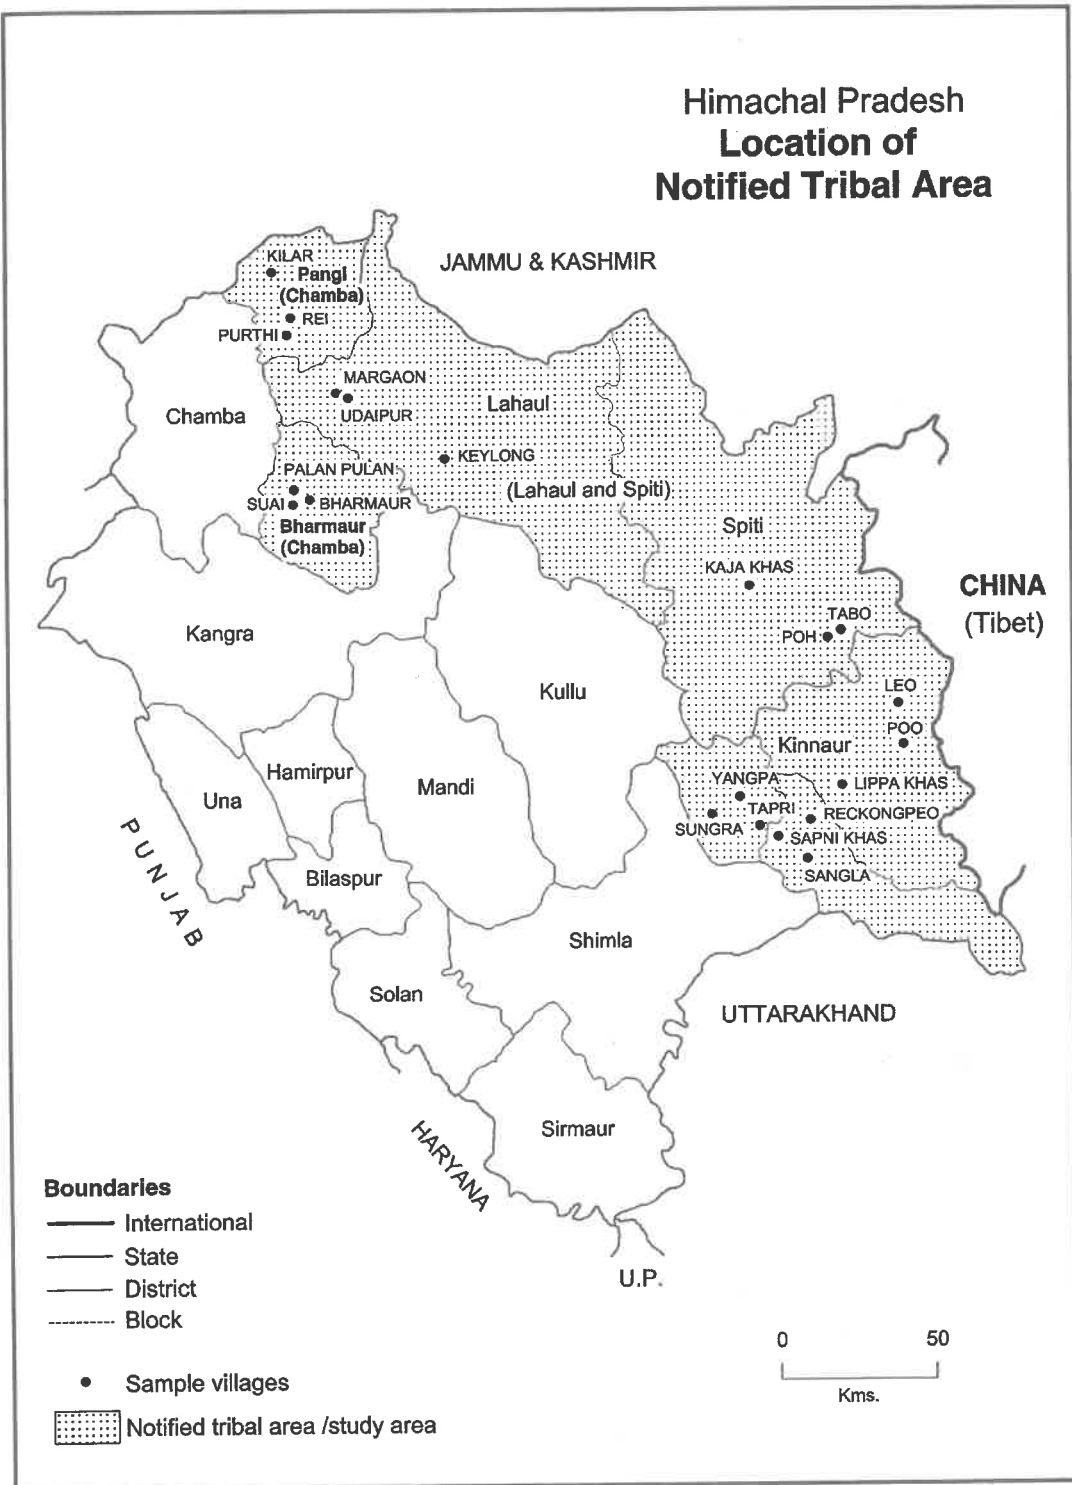 Himachal Pradesh
Location of
Notified Tribal Area
JAMMU & KASHMIR
KILAR
Pangi
(Chamba)
REI
PURTHI
MARGAON
UDAIPUR
Lahaul
Chamba
KEYLONG
PALAN PULAN
(Lahaul and Spiti)
SUAI
BHARMAUR
Bharmaur
(Chamba)
Spiti
KAJA KHAS
CHINA
(Tibet)
TABO
POH
Kangra
Kullu
LEO
POO
Kinnaur
Hamirpur
YANGPA
LIPPA KHAS
Mandi
Una
TAPRI
RECKONGPEO
SUNGRA
SAPNI KHAS
SANGLA
PUNJAB
Bilaspur
Shimla
Solan
UTTARAKHAND
Sirmaur
HARYANA
U.P.
Boundaries
International
State
District
Block
Sample villages
Notified tribal area /study area
0 50
Kms.